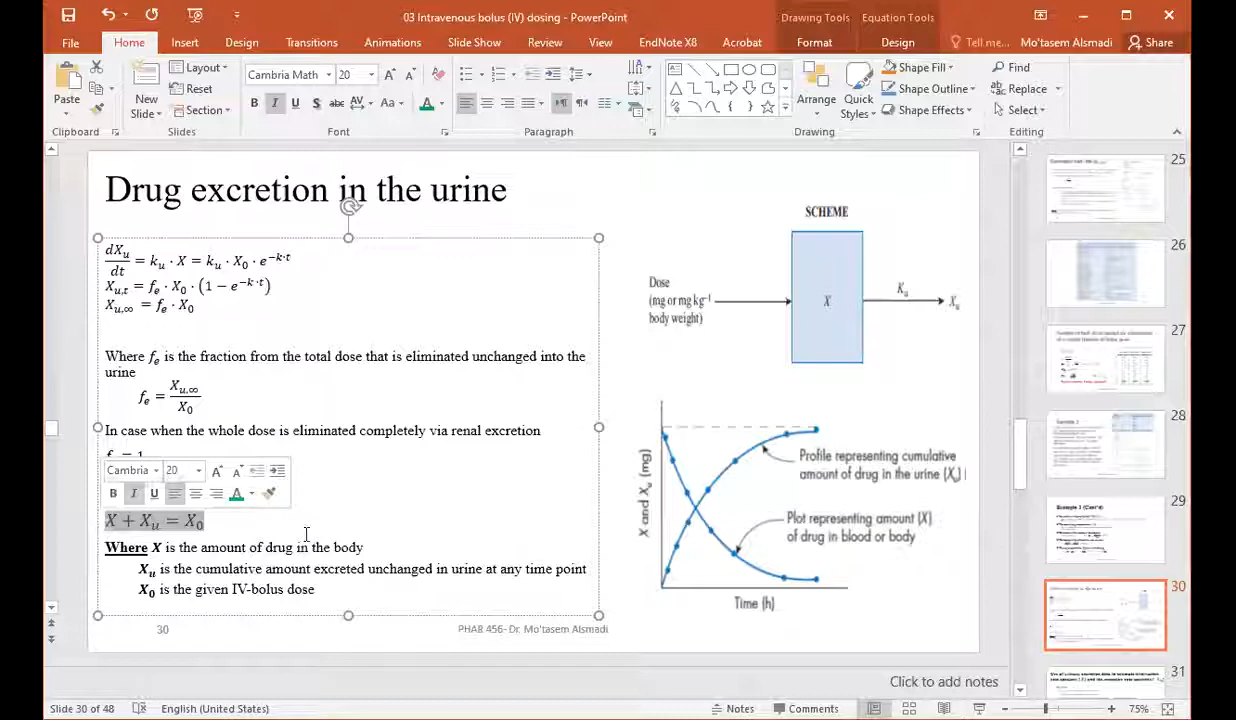 03 Intravenous bolus (IV) dosing - PowerPoint
Drawing Tools
Equation Tools
File
Home
Insert
Design
Transitions
Animations
Slide Show
Review
View
EndNote X8
Acrobat
Format
Design
Tell me...
Mo'tasem Alsmadi
Share
Paste
New Slide
Layout
Reset
Section
Cambria Math
20
B I U S abc AV Aa A
Arrange
Quick Styles
Shape Fill
Shape Outline
Shape Effects
Find
Replace
Select
Clipboard
Slides
Font
Paragraph
Drawing
Editing
Drug excretion in the urine
dX_u/dt = k_u · X = k_u · X_0 · e^{-k·t}
X_{u,t} = f_e · X_0 · (1 − e^{-k·t})
X_{u,∞} = f_e · X_0
Where f_e is the fraction from the total dose that is eliminated unchanged into the
urine
f_e = X_{u,∞}/X_0
In case when the whole dose is eliminated completely via renal excretion
Cambria
20
B I U
X + X_u = X_0
Where X is the amount of drug in the body
X_u is the cumulative amount excreted unchanged in urine at any time point
X_0 is the given IV-bolus dose
30
PHAR 456- Dr. Mo'tasem Alsmadi
SCHEME
Dose
(mg or mg kg⁻¹
body weight)
X
K_u
X_u
X and X_u (mg)
Profile representing cumulative
amount of drug in the urine (X_u)
Plot representing amount (X)
of drug in blood or body
Time (h)
25
26
27
28
29
30
31
Click to add notes
Slide 30 of 48
English (United States)
Notes
Comments
75%